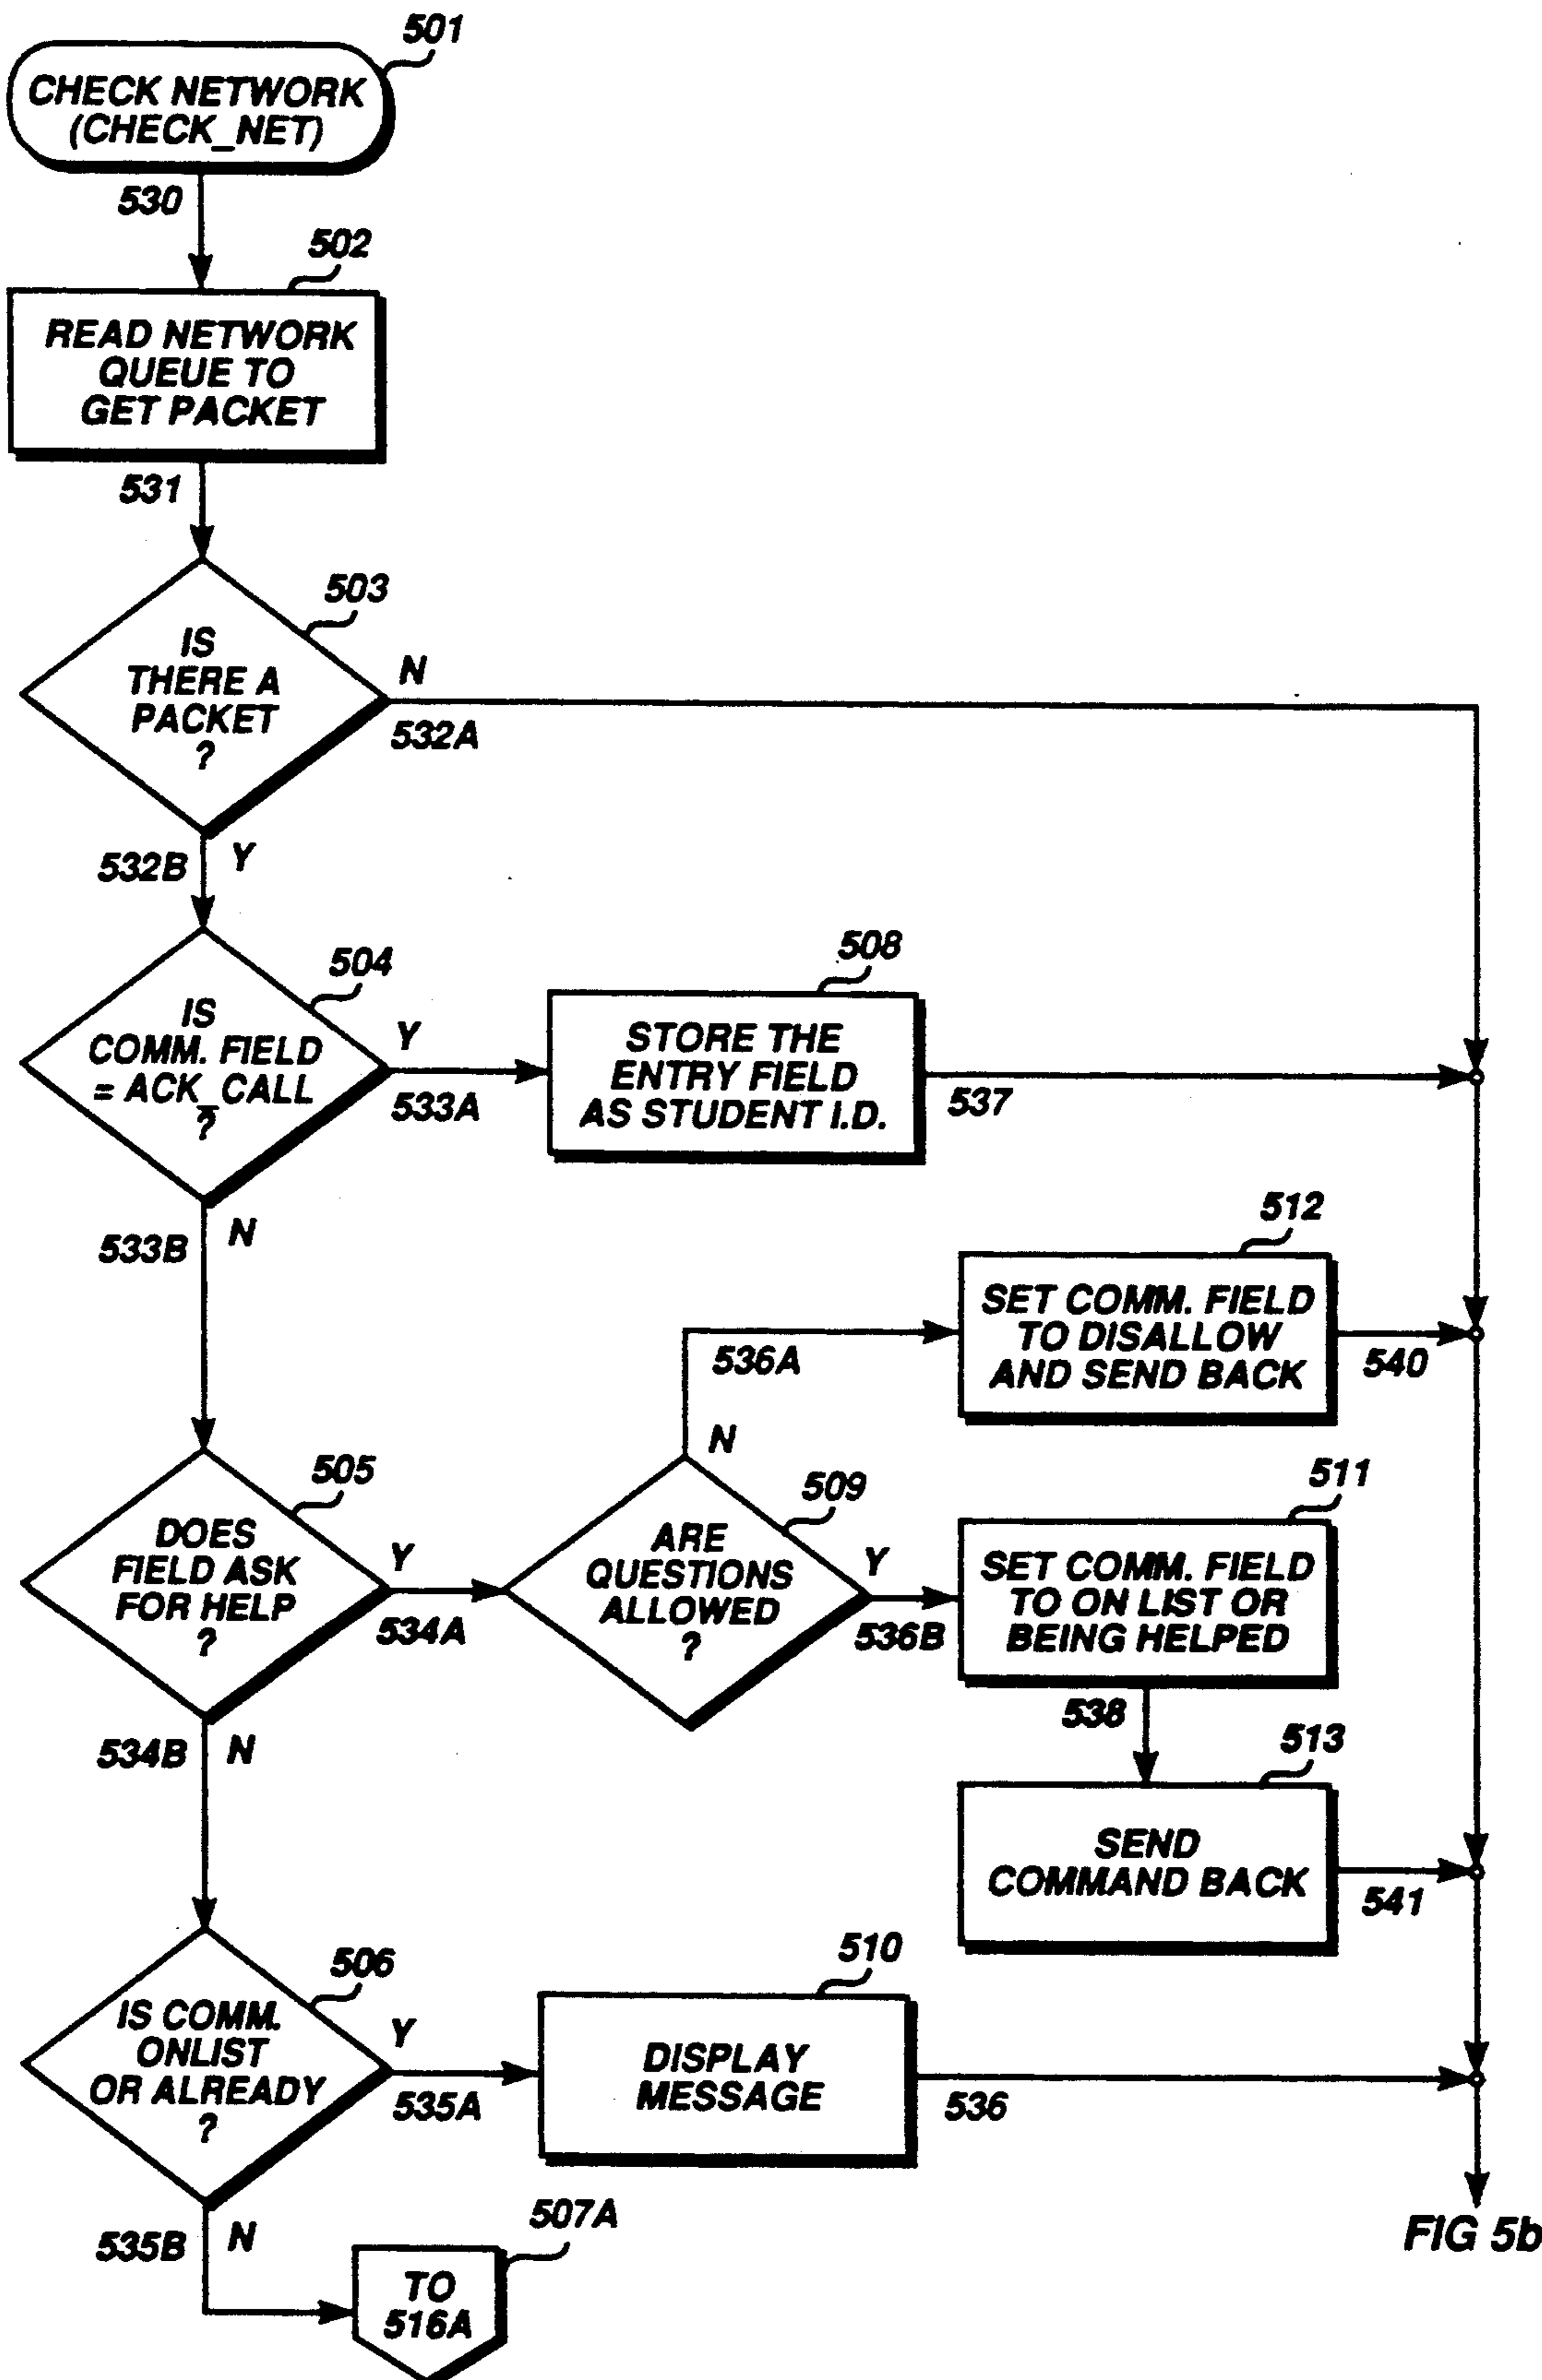 501
CHECK NETWORK
(CHECK_NET)
530
502
READ NETWORK
QUEUE TO
GET PACKET
531
503
IS
THERE A
PACKET
?
N
532A
532B
Y
504
IS
COMM. FIELD
= ACK_CALL
?
Y
533A
508
STORE THE
ENTRY FIELD
AS STUDENT I.D.
537
533B
N
512
SET COMM. FIELD
TO DISALLOW
AND SEND BACK
540
536A
N
505
DOES
FIELD ASK
FOR HELP
?
Y
534A
509
ARE
QUESTIONS
ALLOWED
?
Y
536B
511
SET COMM. FIELD
TO ON LIST OR
BEING HELPED
538
534B
N
513
SEND
COMMAND BACK
541
506
IS COMM.
ONLIST
OR ALREADY
?
Y
535A
510
DISPLAY
MESSAGE
536
535B
N
507A
TO
516A
FIG 5b